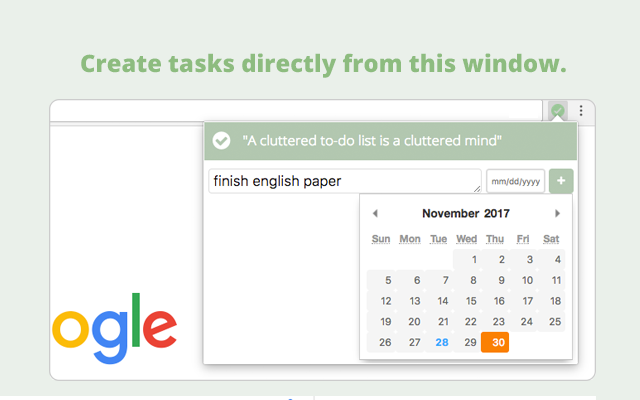 Create tasks directly from this window.
"A cluttered to-do list is a cluttered mind"
finish english paper
mm/dd/yyyy
+
November 2017
Sun Mon Tue Wed Thu Fri Sat
1 2 3 4
5 6 7 8 9 10 11
12 13 14 15 16 17 18
19 20 21 22 23 24 25
26 27 28 29 30
ogle